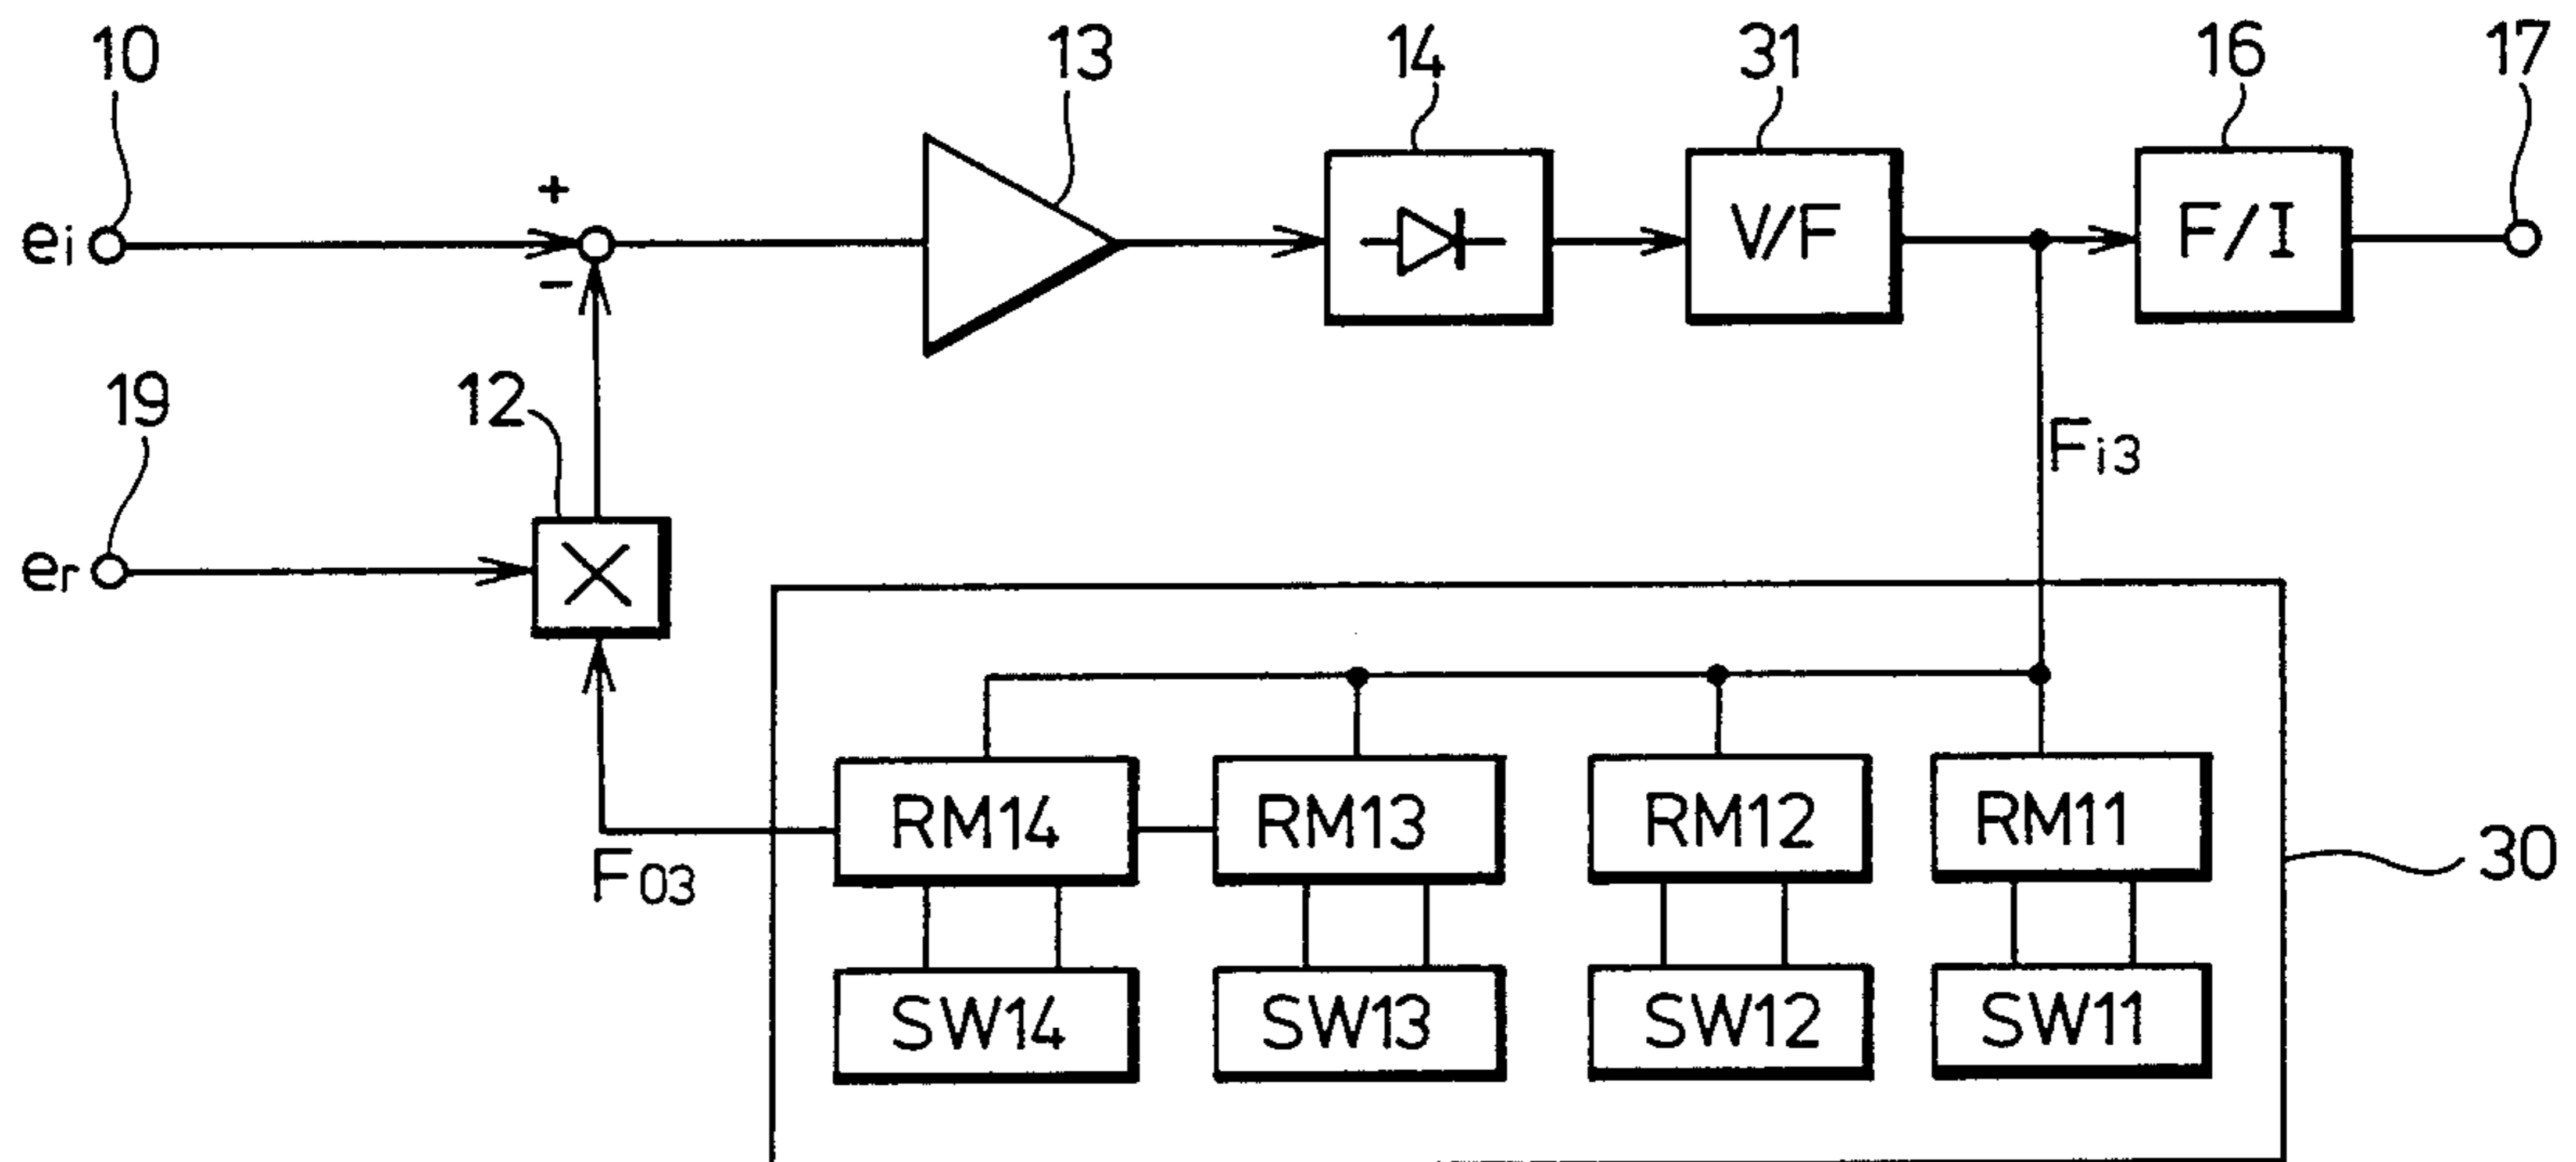 10
13
14
31
16
17
+
ei
V/F
F/I
−
19
12
Fi3
er
×
RM14
RM13
RM12
RM11
30
F03
SW14
SW13
SW12
SW11